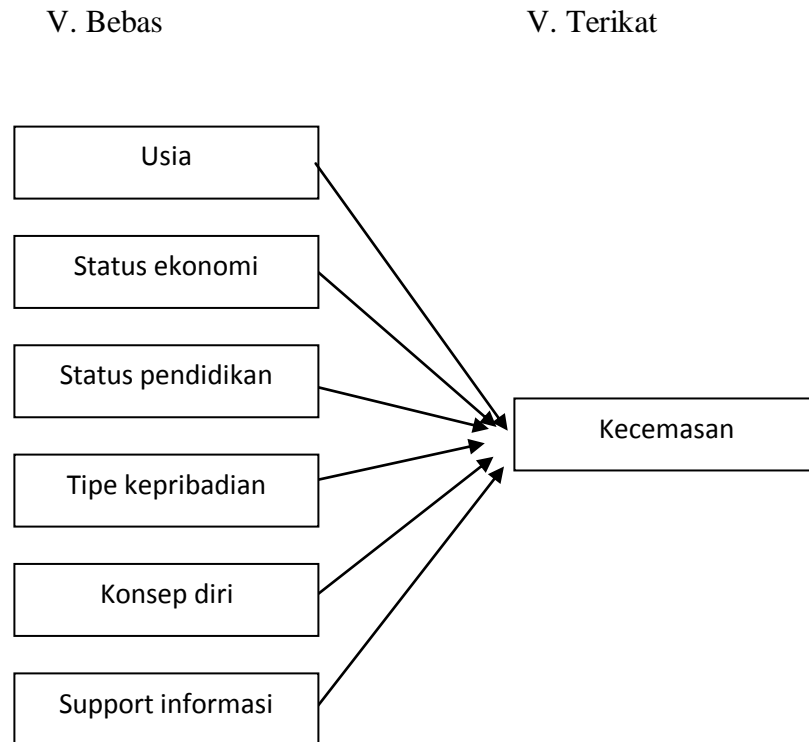 V. Bebas
V. Terikat
Usia
Status ekonomi
Status pendidikan
Kecemasan
Tipe kepribadian
Konsep diri
Support informasi